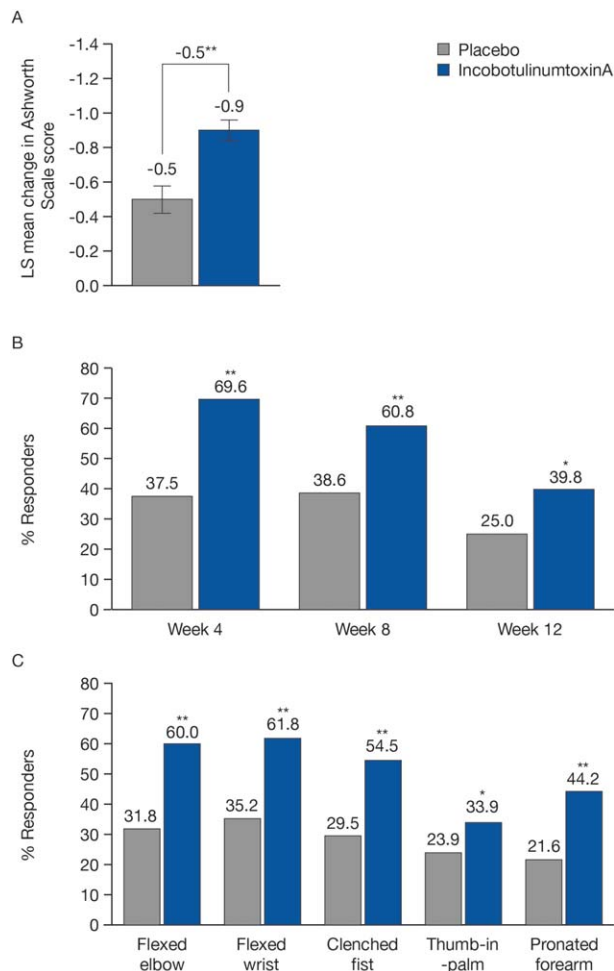 A
LS mean change in Ashworth
Scale score
-1.4
-1.2
-1.0
-0.8
-0.6
-0.4
-0.2
0.0
-0.5**
-0.5
-0.9
Placebo
IncobotulinumtoxinA
B
% Responders
80
70
60
50
40
30
20
10
0
37.5
**
69.6
38.6
**
60.8
25.0
*
39.8
Week 4
Week 8
Week 12
C
% Responders
80
70
60
50
40
30
20
10
0
31.8
**
60.0
35.2
**
61.8
29.5
**
54.5
23.9
*
33.9
21.6
**
44.2
Flexed
elbow
Flexed
wrist
Clenched
fist
Thumb-in
-palm
Pronated
forearm